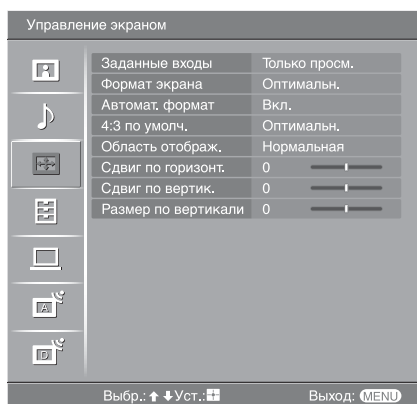 Управление экраном
Заданные входы Только просм.
Формат экрана Оптимальн.
Автомат. формат Вкл.
4:3 по умолч. Оптимальн.
Область отображ. Нормальная
Сдвиг по горизонт. 0
Сдвиг по вертик. 0
Размер по вертикали 0
A
D
Выбр.: Уст.: Выход: MENU